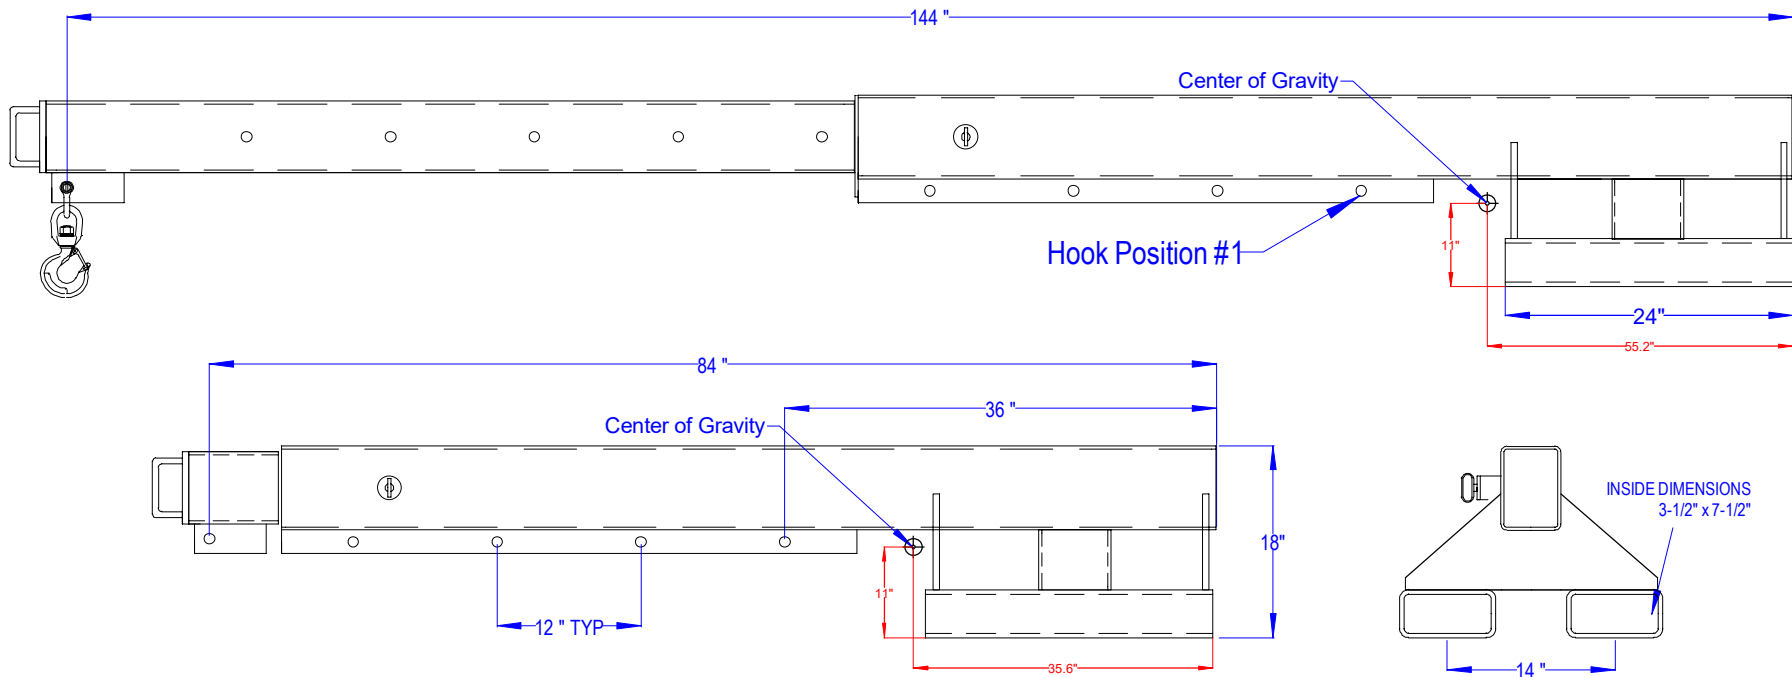 144 "
Center of Gravity
Hook Position #1
11"
24"
55.2"
84 "
36 "
Center of Gravity
18"
11"
12 " TYP
35.6"
INSIDE DIMENSIONS
3-1/2" x 7-1/2"
14 "